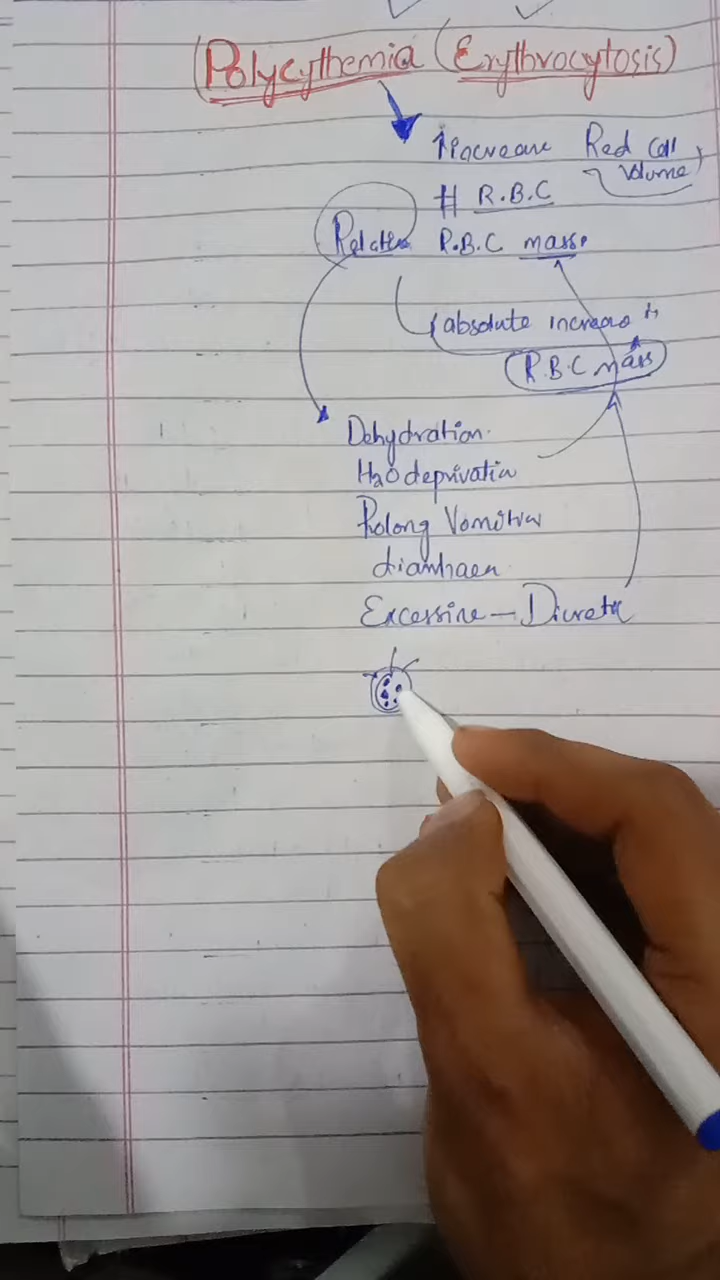 (Polycythemia (Erythrocytosis)
↑increase Red Cell Volume
# R.B.C
Relative R.B.C mass.
absolute increase in
R.B.C mass
Dehydration.
H2O deprivation
Prolong Vomiting
diarrhaea
Excessive - Diuretic